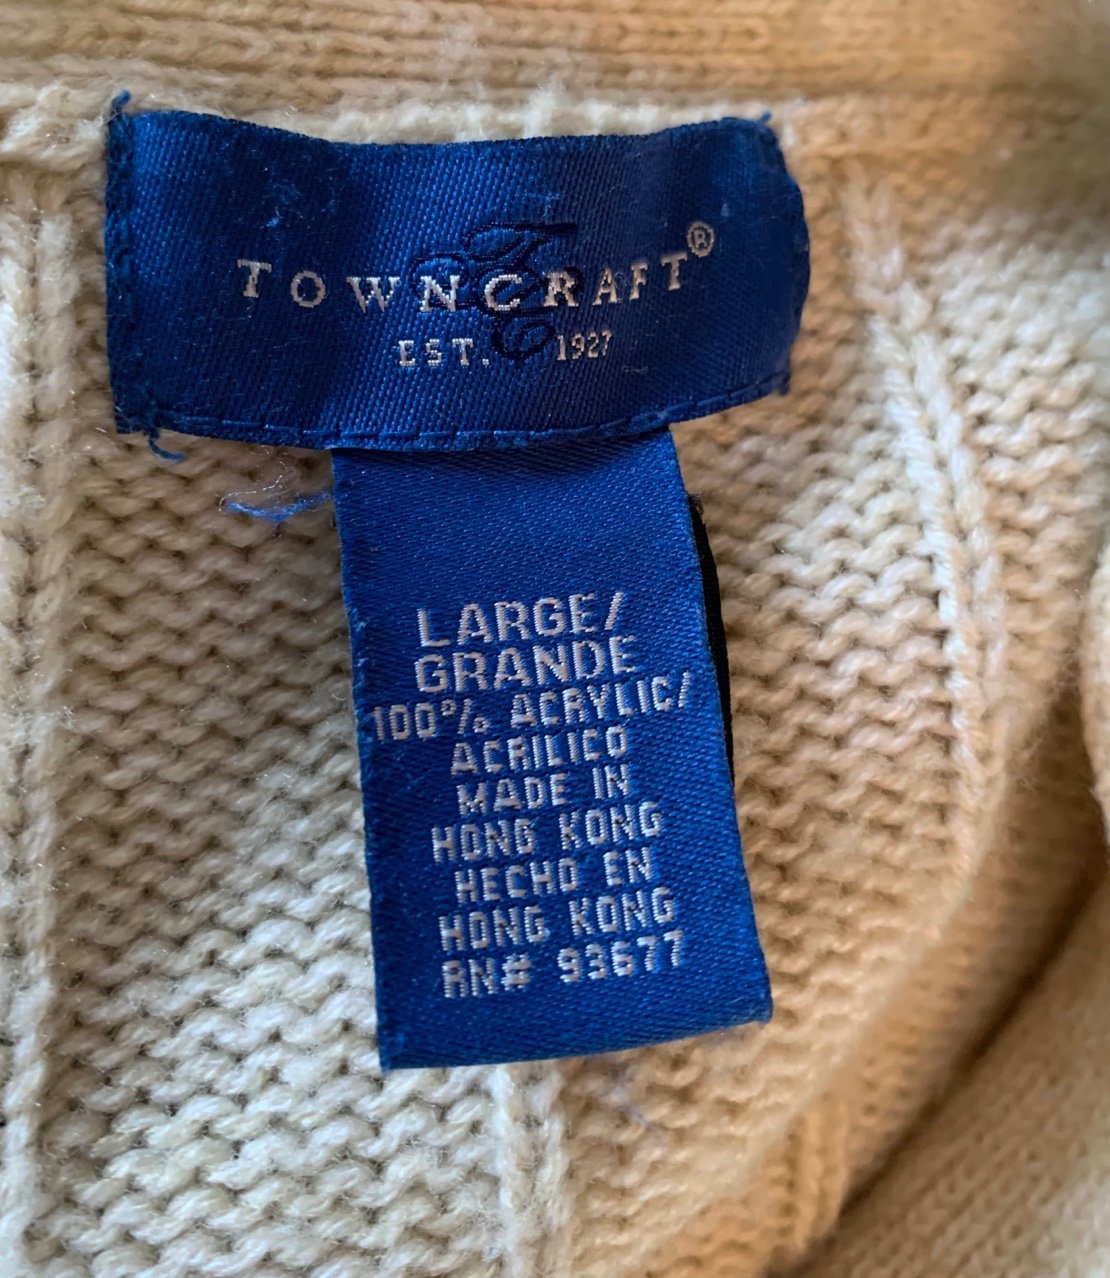 TOWNCRAFT®
EST. 1927
LARGE/
GRANDE
100% ACRYLIC/
ACRILICO
MADE IN
HONG KONG
HECHO EN
HONG KONG
RN# 93677